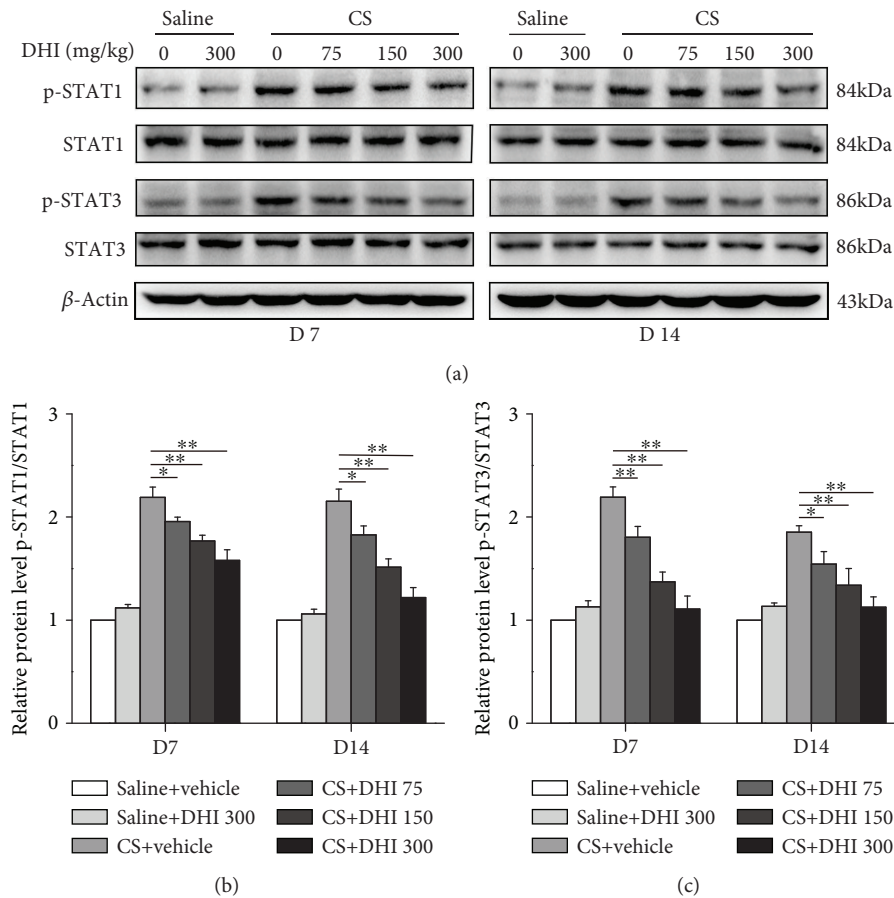 Saline CS Saline CS
DHI (mg/kg) 0 300 0 75 150 300 0 300 0 75 150 300
p-STAT1 84kDa
STAT1 84kDa
p-STAT3 86kDa
STAT3 86kDa
β-Actin 43kDa
D 7 D 14
(a)
Relative protein level p-STAT1/STAT1
3
2
1
0
**
**
*
**
**
*
D7 D14
Saline+vehicle CS+DHI 75
Saline+DHI 300 CS+DHI 150
CS+vehicle CS+DHI 300
(b)
Relative protein level p-STAT3/STAT3
3
2
1
0
**
**
**
**
**
*
D7 D14
Saline+vehicle CS+DHI 75
Saline+DHI 300 CS+DHI 150
CS+vehicle CS+DHI 300
(c)